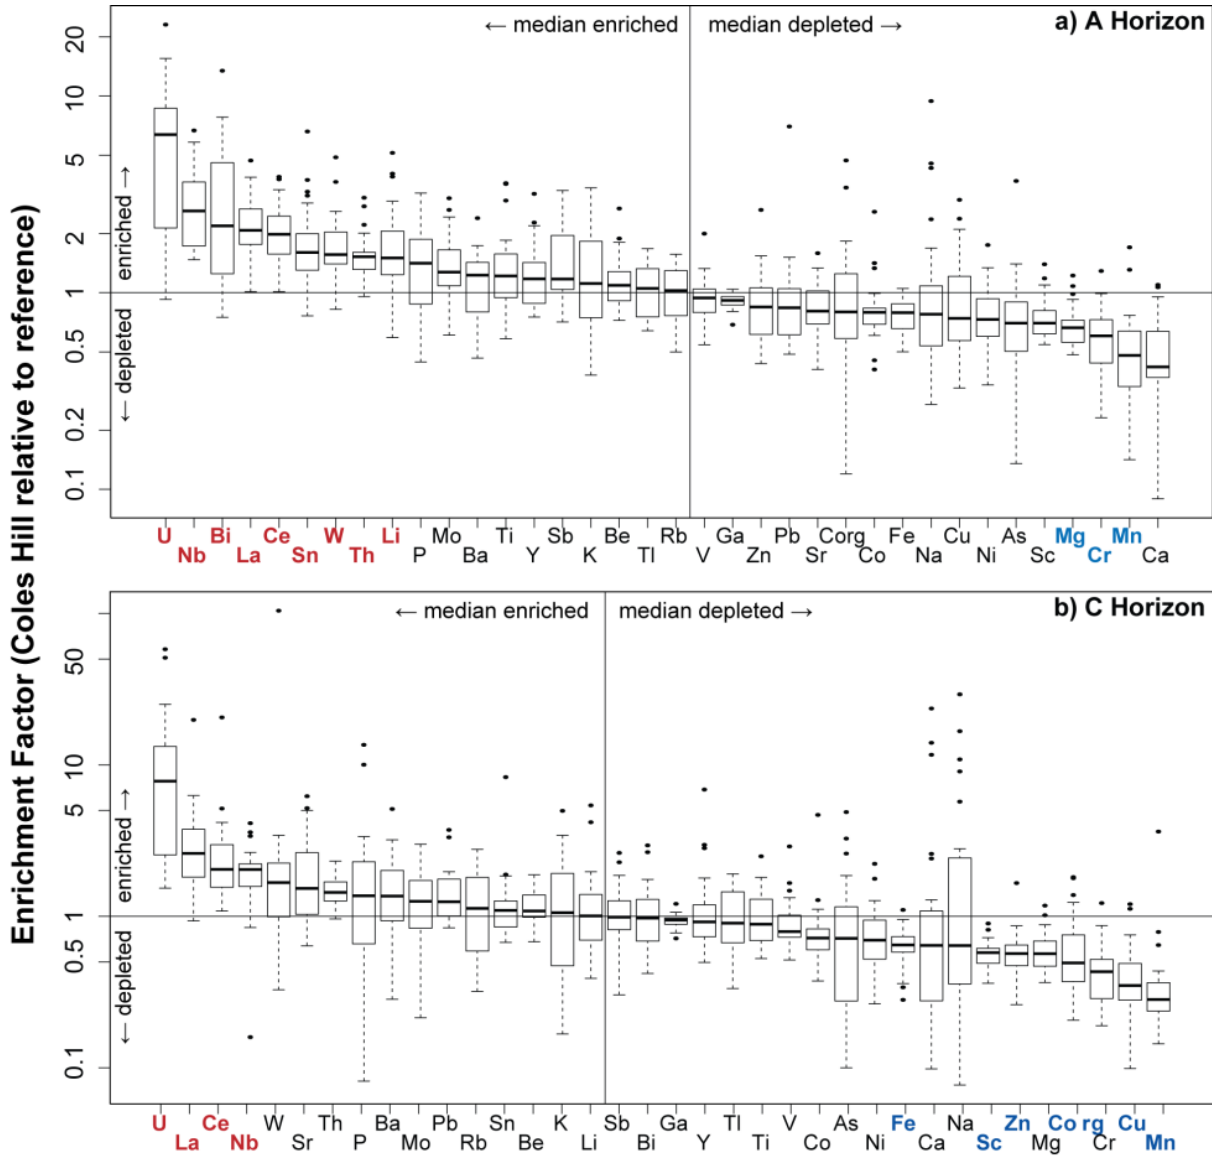 Enrichment Factor (Coles Hill relative to reference)
← median enriched
median depleted →
a) A Horizon
20
10
5
2
1
0.5
0.2
0.1
enriched →
← depleted
U Bi Ce W Li Mo Ti Sb Be Rb Ga Pb Corg Fe Cu As Mg Mn
Nb La Sn Th P Ba Y K Tl V Zn Sr Co Na Ni Sc Cr Ca
← median enriched
median depleted →
b) C Horizon
50
10
5
1
0.5
0.1
enriched →
← depleted
U Ce W Th Ba Pb Sn K Sb Ga Tl V As Fe Na Zn Co rg Cu
La Nb Sr P Mo Rb Be Li Bi Y Ti Co Ni Ca Sc Mg Cr Mn